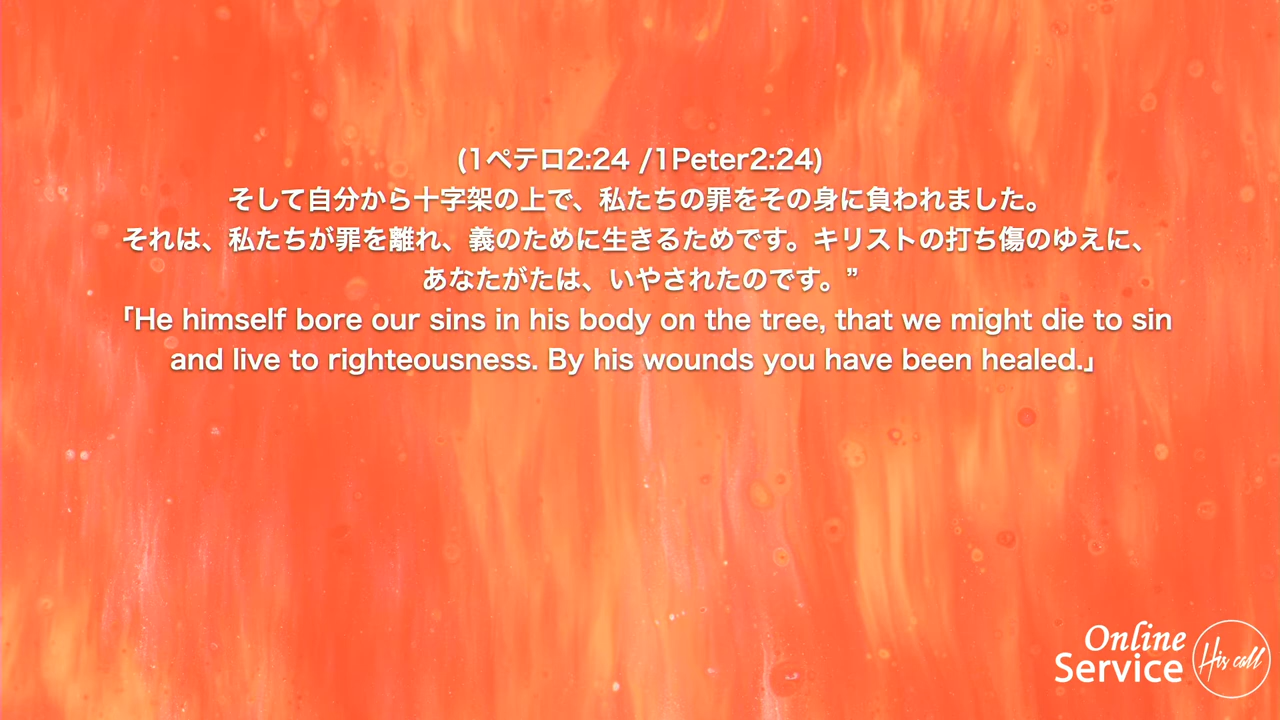 (1ペテロ2:24 /1Peter2:24)
そして自分から十字架の上で、私たちの罪をその身に負われました。
それは、私たちが罪を離れ、義のために生きるためです。キリストの打ち傷のゆえに、
あなたがたは、いやされたのです。”
「He himself bore our sins in his body on the tree, that we might die to sin
and live to righteousness. By his wounds you have been healed.」
Online
Service
His call